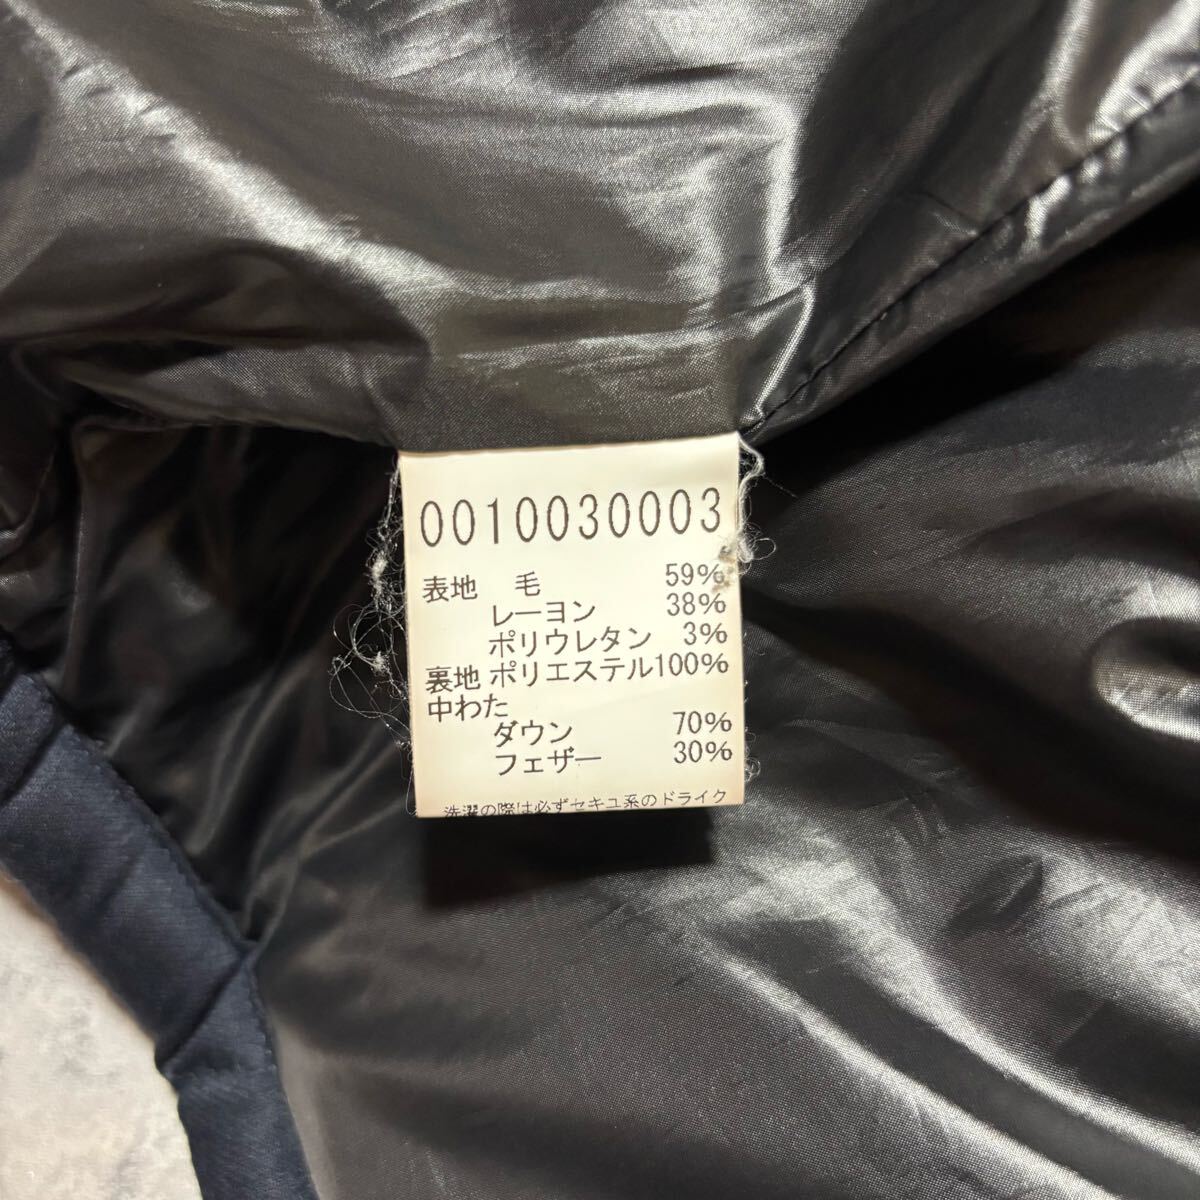 0010030003
表地 毛 59%
レーヨン 38%
ポリウレタン 3%
裏地 ポリエステル100%
中わた
ダウン 70%
フェザー 30%
洗濯の際は必ずセキユ系のドライク